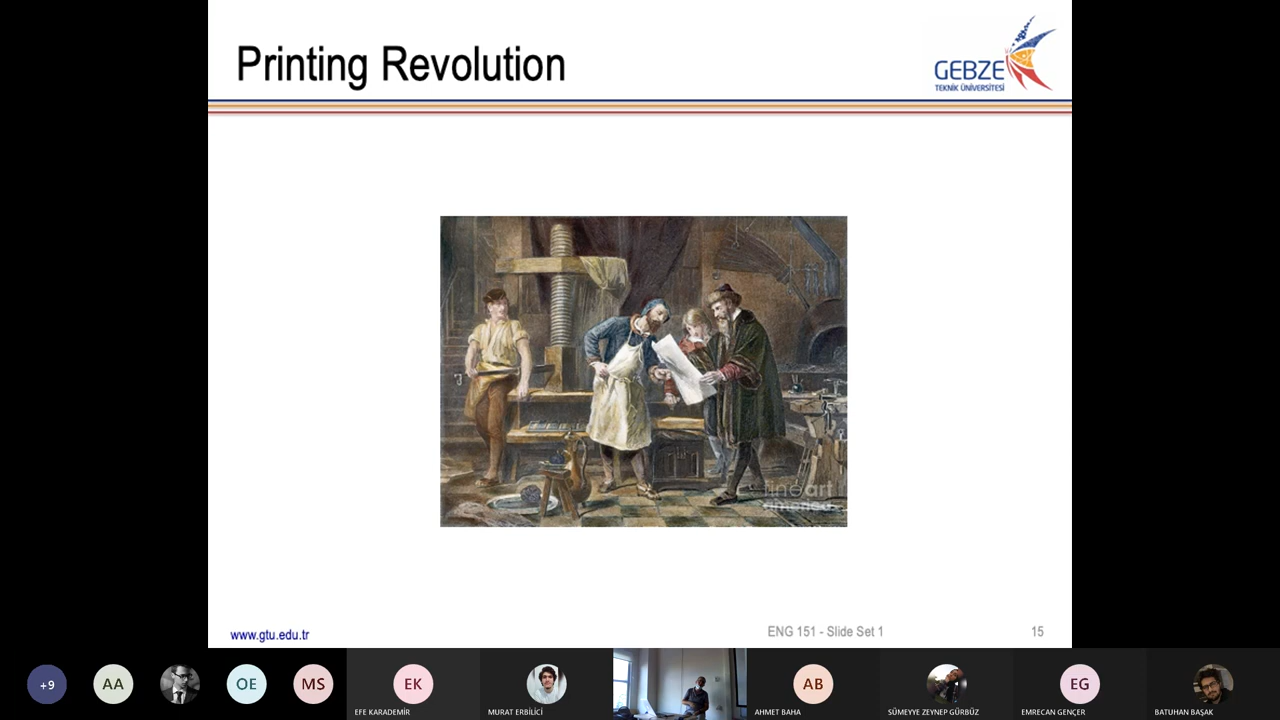 Printing Revolution
GEBZE
TEKNİK ÜNİVERSİTESİ
fineart
america
www.gtu.edu.tr
ENG 151 - Slide Set 1
15
+9
AA
OE
MS
EK
EFE KARADEMİR
MURAT ERBİLİCİ
AB
AHMET BAHA
SÜMEYYE ZEYNEP GÜRBÜZ
EG
EMRECAN GENÇER
BATUHAN BAŞAK